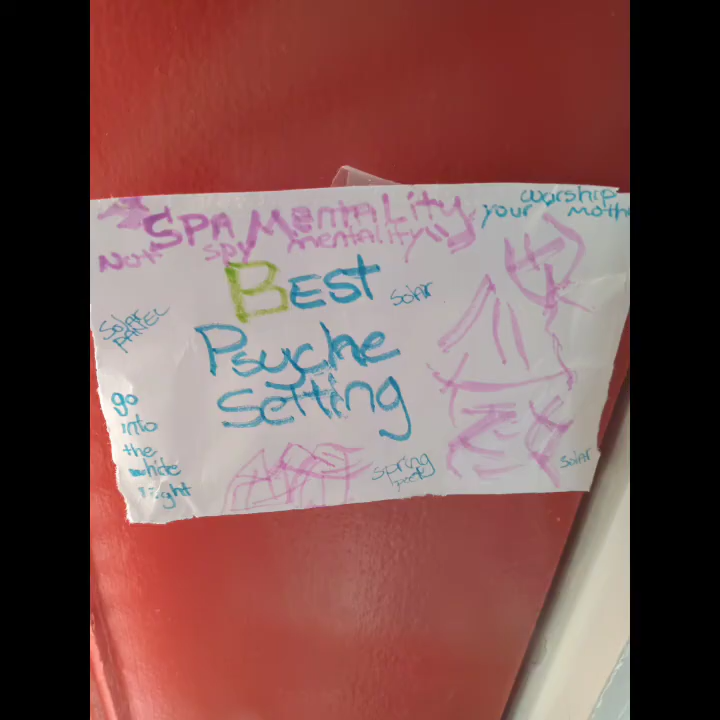 worship
your moth
SPA MentaLity
Not spy mentality
BEST
Solar
Solar
PANEL
Psyche
Setting
go
into
the
white
light
spring
Solar